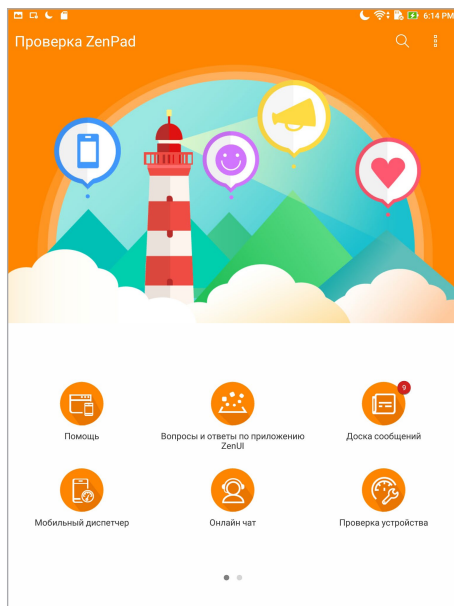 6:14 PM
Проверка ZenPad
9
Помощь
Вопросы и ответы по приложению
ZenUI
Доска сообщений
Мобильный диспетчер
Онлайн чат
Проверка устройства